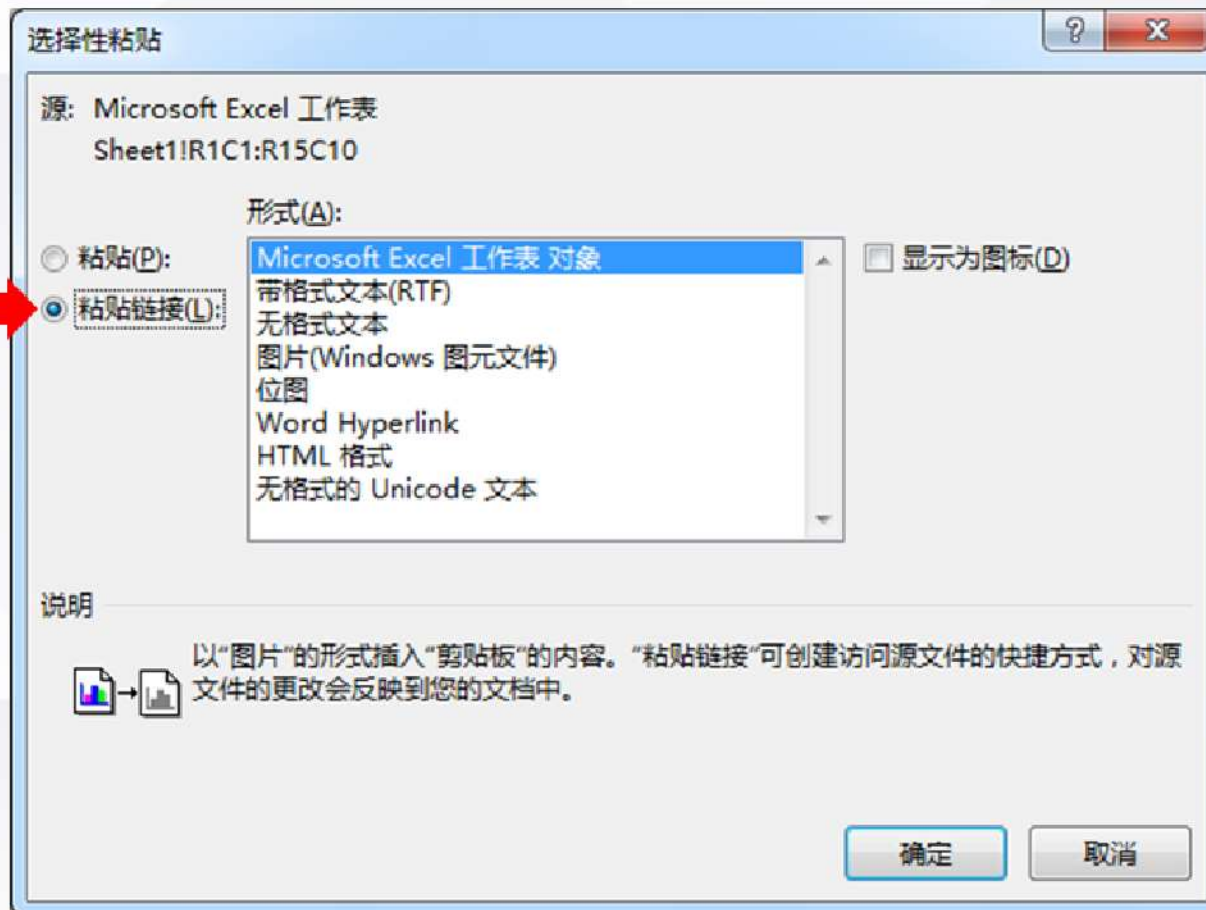 选择性粘贴
源: Microsoft Excel 工作表
Sheet1!R1C1:R15C10
形式(A):
粘贴(P):
粘贴链接(L):
Microsoft Excel 工作表 对象
带格式文本(RTF)
无格式文本
图片(Windows 图元文件)
位图
Word Hyperlink
HTML 格式
无格式的 Unicode 文本
显示为图标(D)
说明
以“图片”的形式插入“剪贴板”的内容。“粘贴链接”可创建访问源文件的快捷方式，对源
文件的更改会反映到您的文档中。
确定
取消